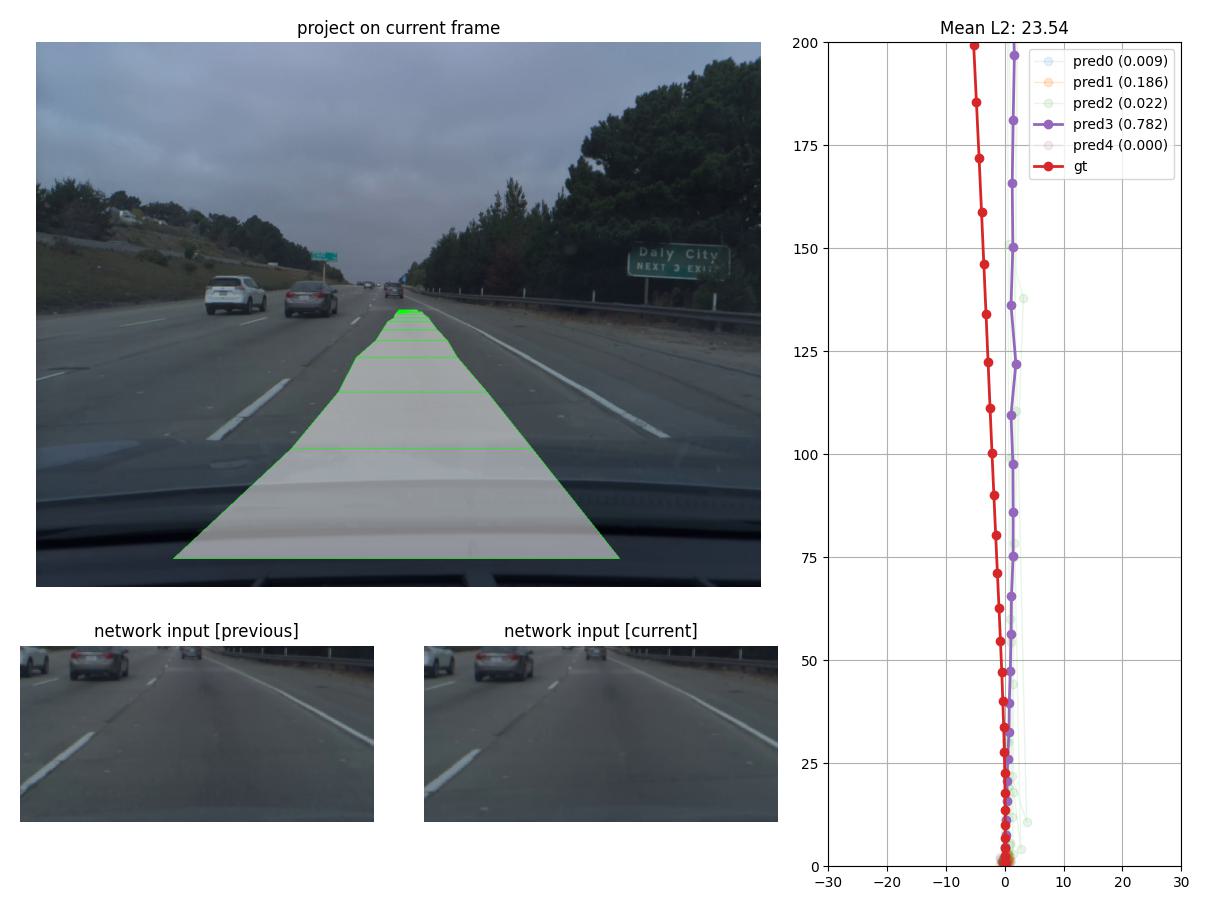 project on current frame
Daly City
NEXT 3 EXITS
network input [previous]
network input [current]
Mean L2: 23.54
200
175
150
125
100
75
50
25
0
−30
−20
−10
0
10
20
30
pred0 (0.009)
pred1 (0.186)
pred2 (0.022)
pred3 (0.782)
pred4 (0.000)
gt